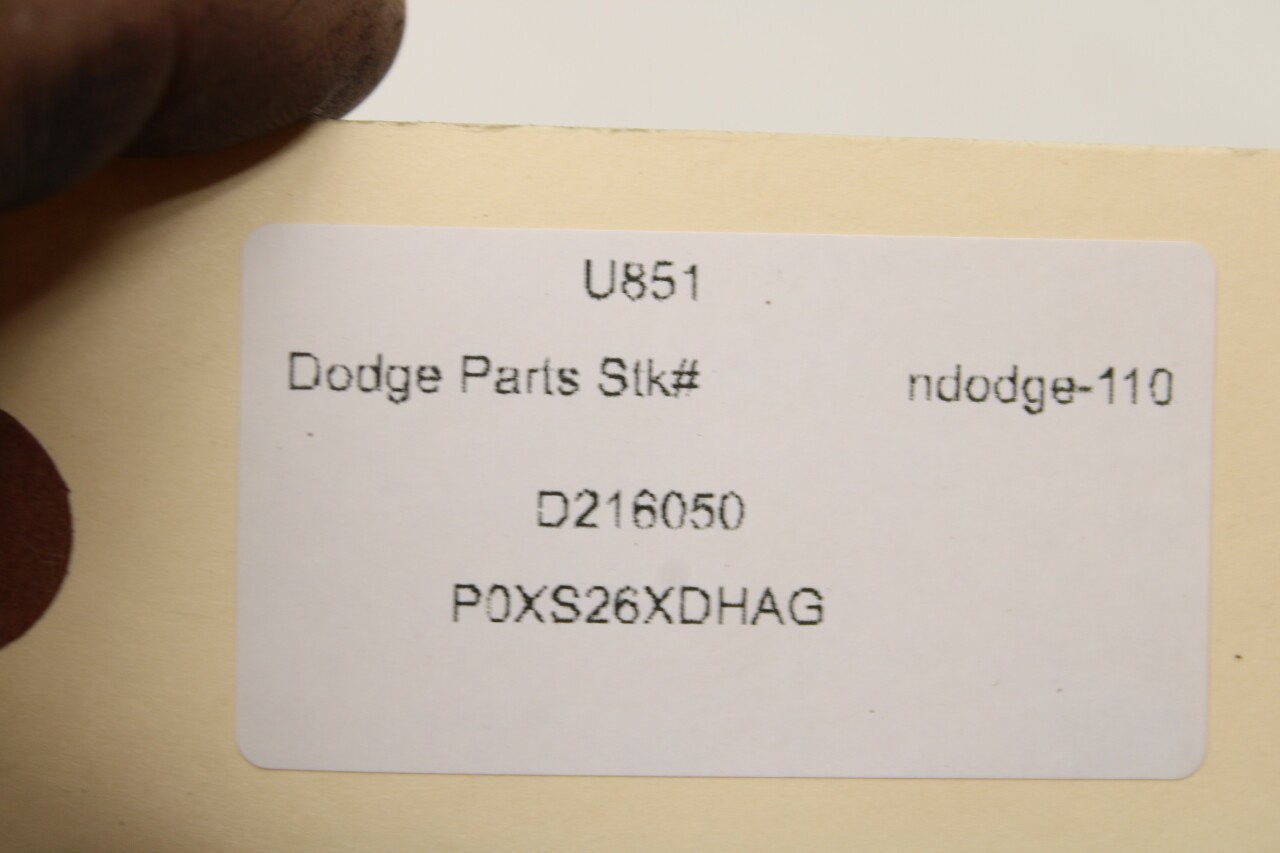 U851
Dodge Parts Stk# ndodge-110
D216050
P0XS26XDHAG